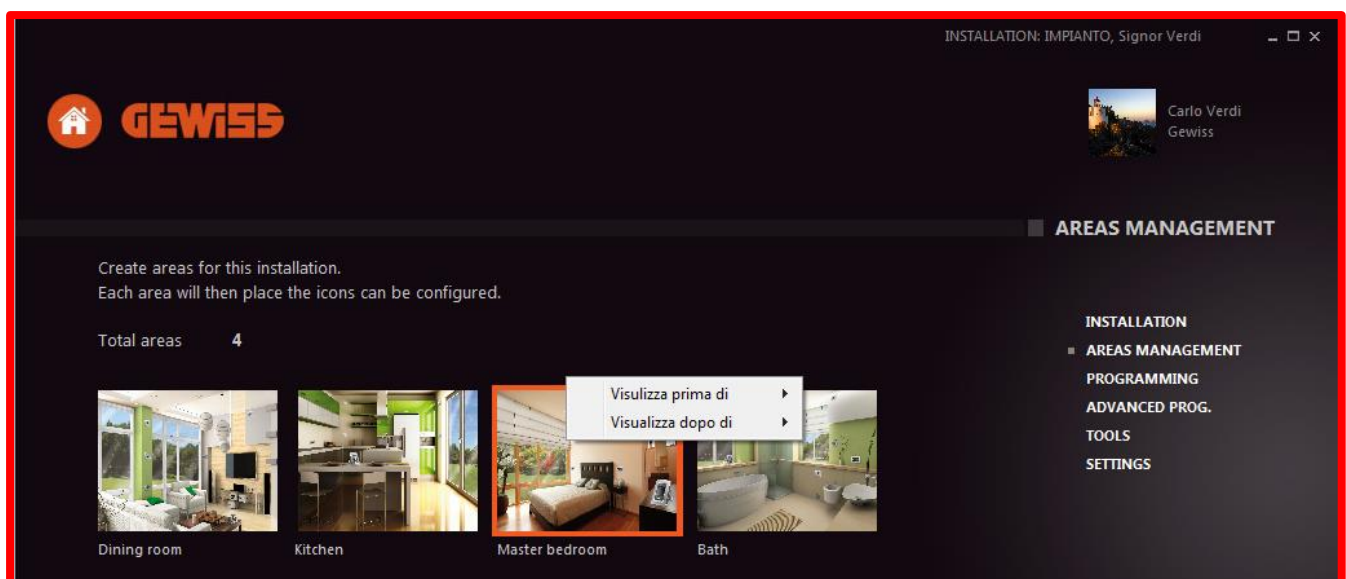 INSTALLATION: IMPIANTO, Signor Verdi
GEWISS
Carlo Verdi
Gewiss
AREAS MANAGEMENT
Create areas for this installation.
Each area will then place the icons can be configured.
Total areas 4
INSTALLATION
AREAS MANAGEMENT
PROGRAMMING
ADVANCED PROG.
TOOLS
SETTINGS
Visulizza prima di
Visualizza dopo di
Dining room
Kitchen
Master bedroom
Bath